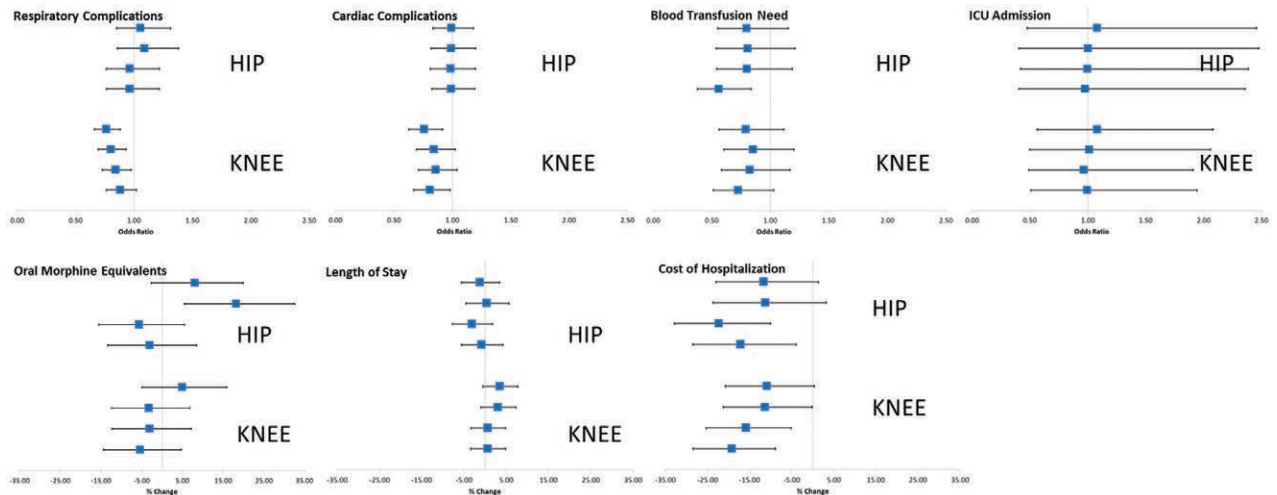 Respiratory Complications
HIP
KNEE
0.00 0.50 1.00 1.50 2.00 2.50
Odds Ratio
Cardiac Complications
HIP
KNEE
0.00 0.50 1.00 1.50 2.00 2.50
Odds Ratio
Blood Transfusion Need
HIP
KNEE
0.00 0.50 1.00 1.50 2.00 2.50
Odds Ratio
ICU Admission
HIP
KNEE
0.00 0.50 1.00 1.50 2.00 2.50
Odds Ratio
Oral Morphine Equivalents
HIP
KNEE
-35.00 -25.00 -15.00 -5.00 5.00 15.00 25.00 35.00
% Change
Length of Stay
HIP
KNEE
-35.00 -25.00 -15.00 -5.00 5.00 15.00 25.00 35.00
% Change
Cost of Hospitalization
HIP
KNEE
-35.00 -25.00 -15.00 -5.00 5.00 15.00 25.00 35.00
% Change